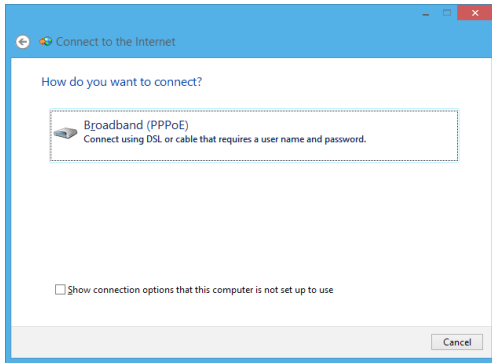 Connect to the Internet
How do you want to connect?
Broadband (PPPoE)
Connect using DSL or cable that requires a user name and password.
Show connection options that this computer is not set up to use
Cancel